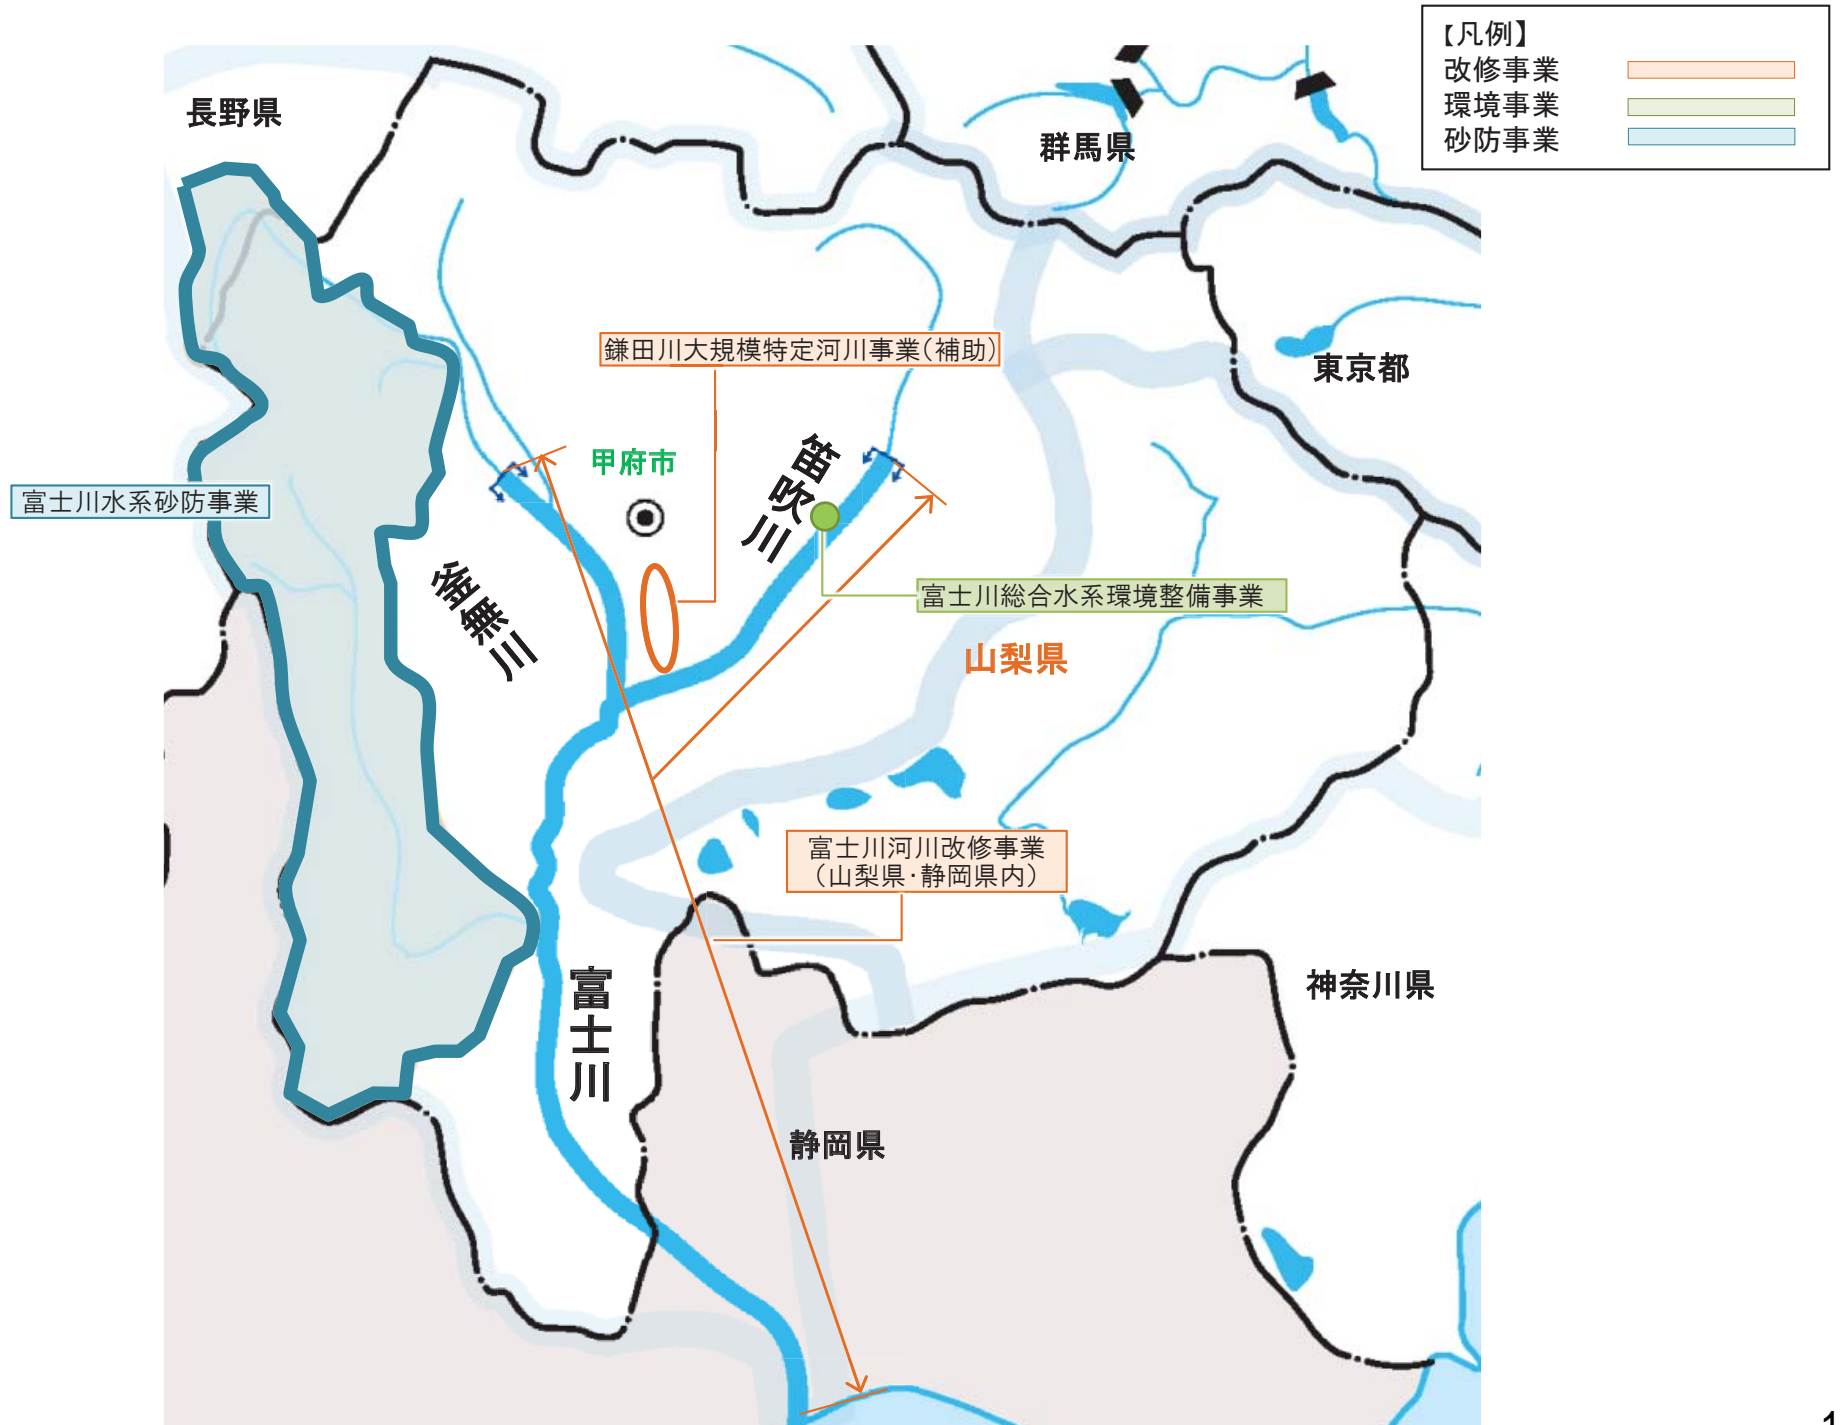 【凡例】
改修事業
環境事業
砂防事業
長野県
群馬県
鎌田川大規模特定河川事業(補助)
東京都
甲府市
笛吹川
富士川水系砂防事業
釜無川
富士川総合水系環境整備事業
山梨県
富士川河川改修事業
(山梨県・静岡県内)
富士川
神奈川県
静岡県
1